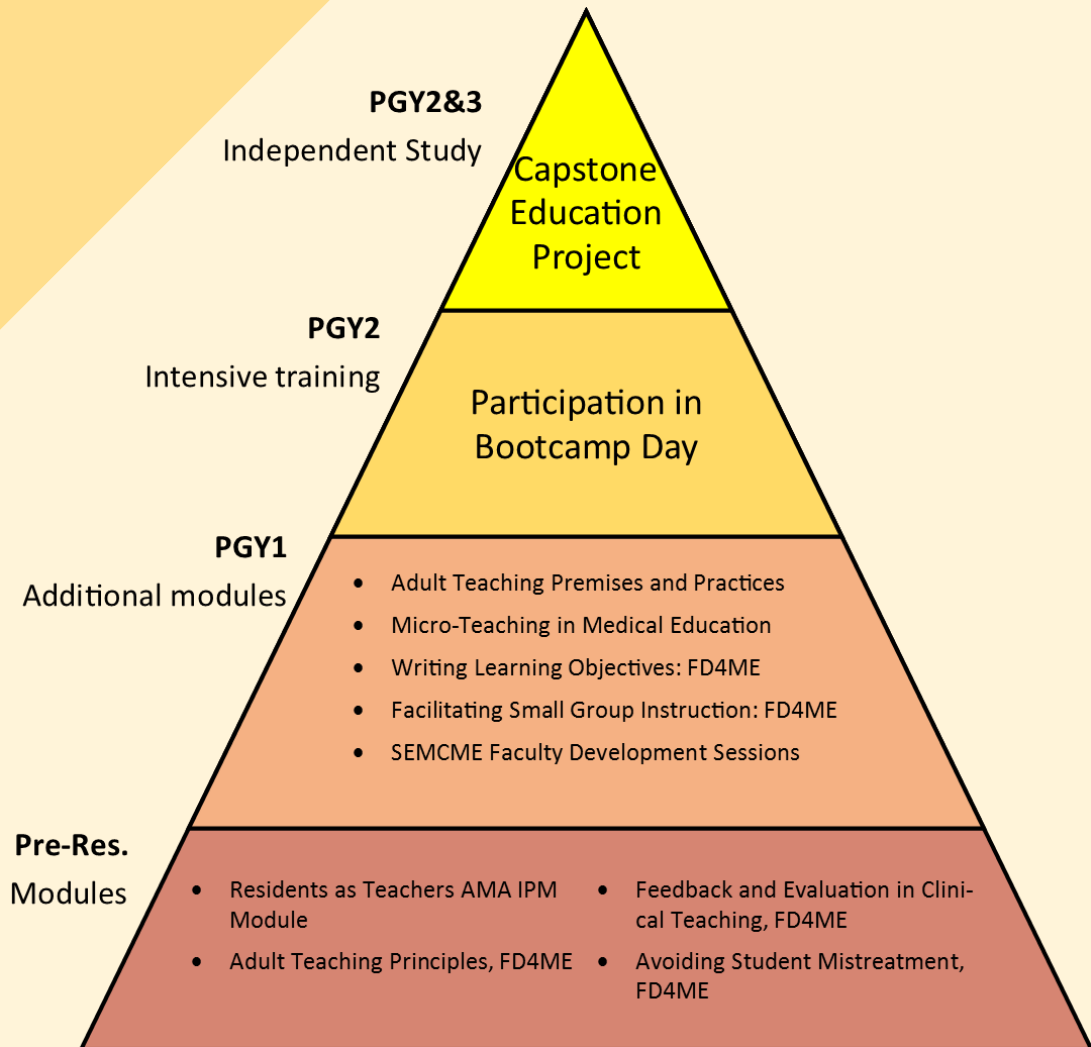 PGY2&3
Independent Study
Capstone
Education
Project
PGY2
Intensive training
Participation in
Bootcamp Day
PGY1
Additional modules
• Adult Teaching Premises and Practices
• Micro-Teaching in Medical Education
• Writing Learning Objectives: FD4ME
• Facilitating Small Group Instruction: FD4ME
• SEMCME Faculty Development Sessions
Pre-Res.
Modules
• Residents as Teachers AMA IPM
Module
• Adult Teaching Principles, FD4ME
• Feedback and Evaluation in Clini-
cal Teaching, FD4ME
• Avoiding Student Mistreatment,
FD4ME